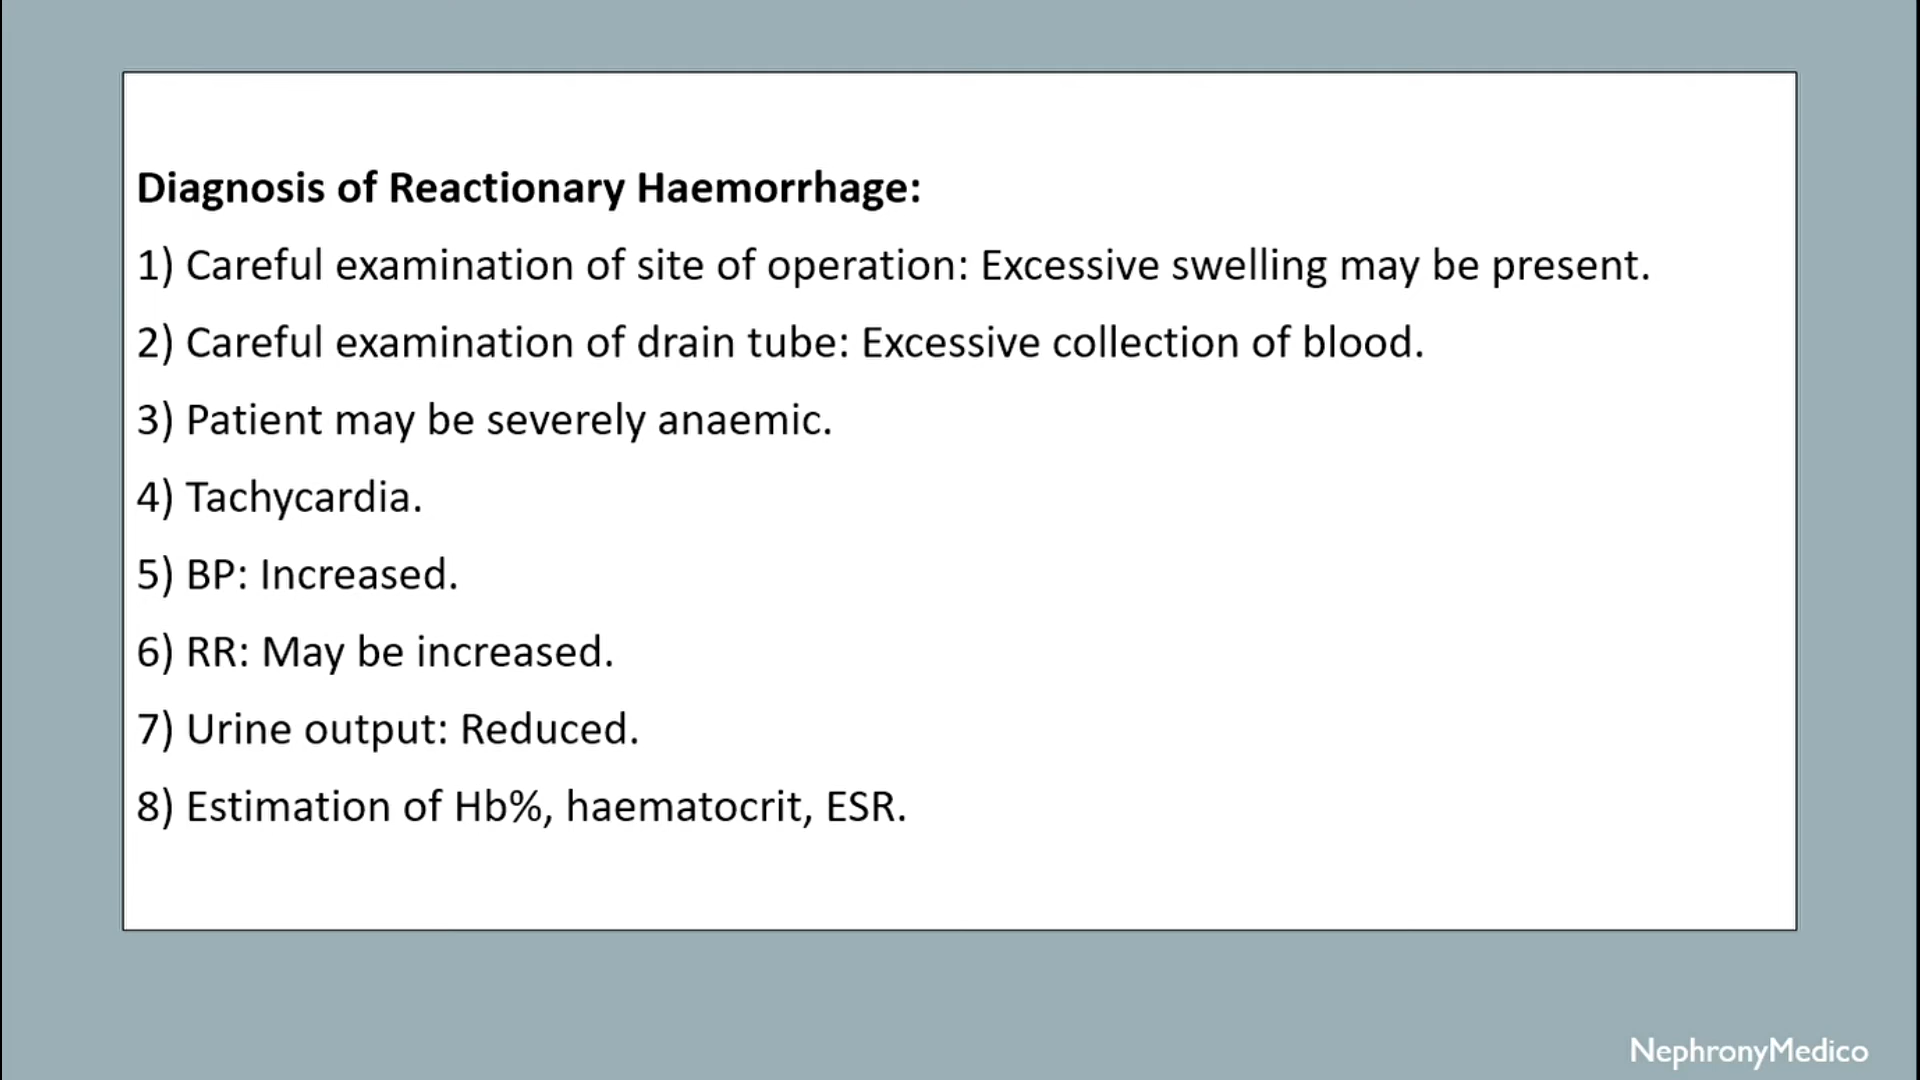 Diagnosis of Reactionary Haemorrhage:
1) Careful examination of site of operation: Excessive swelling may be present.
2) Careful examination of drain tube: Excessive collection of blood.
3) Patient may be severely anaemic.
4) Tachycardia.
5) BP: Increased.
6) RR: May be increased.
7) Urine output: Reduced.
8) Estimation of Hb%, haematocrit, ESR.
NephronyMedico